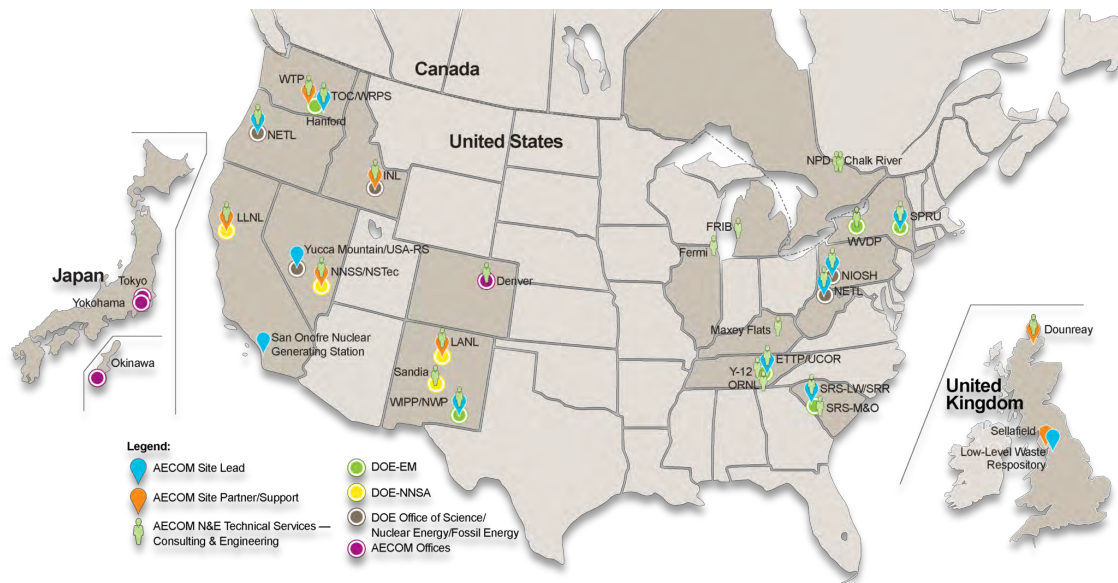 Canada
United States
WTP
TOC/WRPS
Hanford
NETL
INL
LLNL
Yucca Mountain/USA-RS
NNSS/NSTec
San Onofre Nuclear
Generating Station
Denver
LANL
Sandia
WIPP/NWP
NPD
Chalk River
FRIB
Fermi
SPRU
WVDP
NIOSH
NETL
Maxey Flats
ETTP/UCOR
Y-12
ORNL
SRS-LW/SRR
SRS-M&O
Japan
Tokyo
Yokohama
Okinawa
United
Kingdom
Dounreay
Sellafield
Low-Level Waste
Respository
Legend:
AECOM Site Lead
AECOM Site Partner/Support
AECOM N&E Technical Services —
Consulting & Engineering
DOE-EM
DOE-NNSA
DOE Office of Science/
Nuclear Energy/Fossil Energy
AECOM Offices